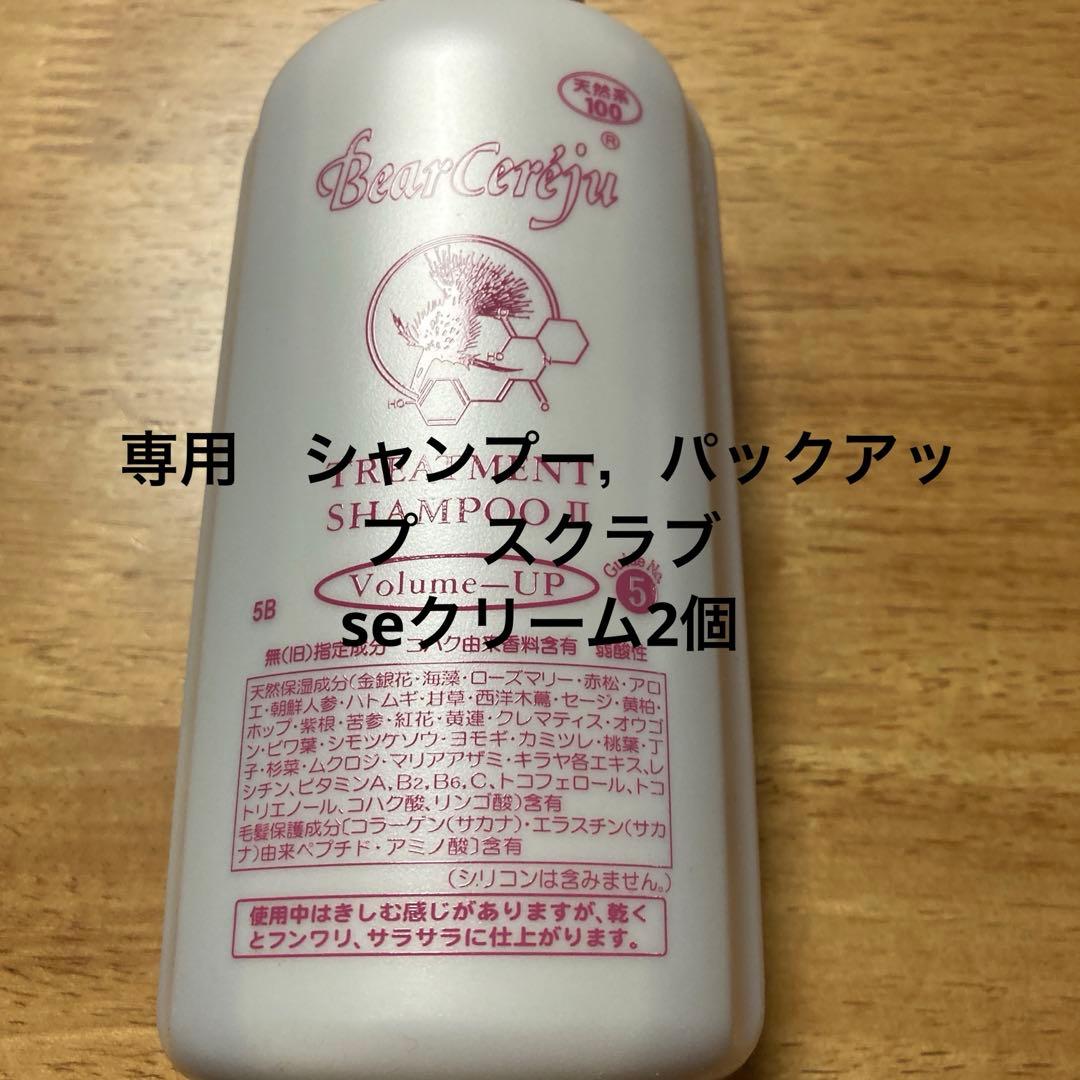 天然系
100
BearCeréju®
HO
N
HO
O
専用　シャンプー，パックアッ
プ　スクラブ
seクリーム2個
TREATMENT
SHAMPOO II
Volume—UP
Guide No.
5
5B
無(旧)指定成分　コハク由来香料含有　弱酸性
天然保湿成分(金銀花・海藻・ローズマリー・赤松・アロ
エ・朝鮮人参・ハトムギ・甘草・西洋木蔦・セージ・黄柏・
ホップ・紫根・苦参・紅花・黄連・クレマティス・オウゴ
ン・ビワ葉・シモツケソウ・ヨモギ・カミツレ・桃葉・丁
子・杉菜・ムクロジ・マリアアザミ・キラヤ各エキス、レ
シチン、ビタミンA、B2、B6、C、トコフェロール、トコ
トリエノール、コハク酸、リンゴ酸)含有
毛髪保護成分〔コラーゲン(サカナ)・エラスチン(サカ
ナ)由来ペプチド・アミノ酸〕含有
(シリコンは含みません。)
使用中はきしむ感じがありますが、乾く
とフンワリ、サラサラに仕上がります。